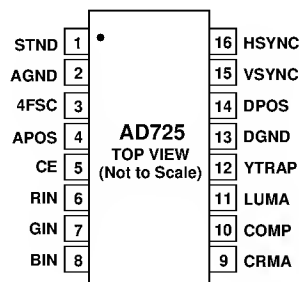 STND 1
AGND 2
4FSC 3
APOS 4
CE 5
RIN 6
GIN 7
BIN 8
AD725
TOP VIEW
(Not to Scale)
16 HSYNC
15 VSYNC
14 DPOS
13 DGND
12 YTRAP
11 LUMA
10 COMP
9 CRMA